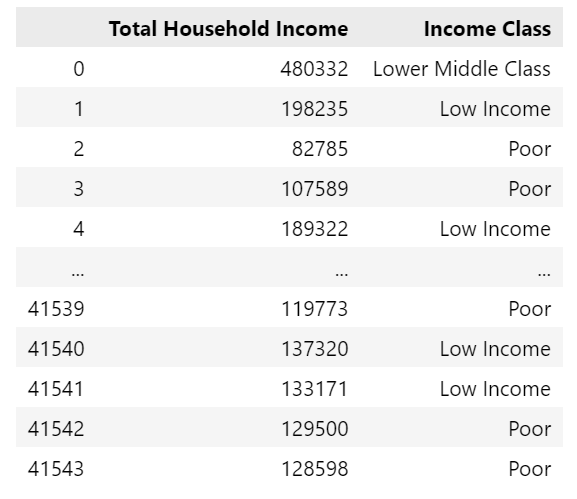 Total Household Income Income Class
0 480332 Lower Middle Class
1 198235 Low Income
2 82785 Poor
3 107589 Poor
4 189322 Low Income
... ... ...
41539 119773 Poor
41540 137320 Low Income
41541 133171 Low Income
41542 129500 Poor
41543 128598 Poor